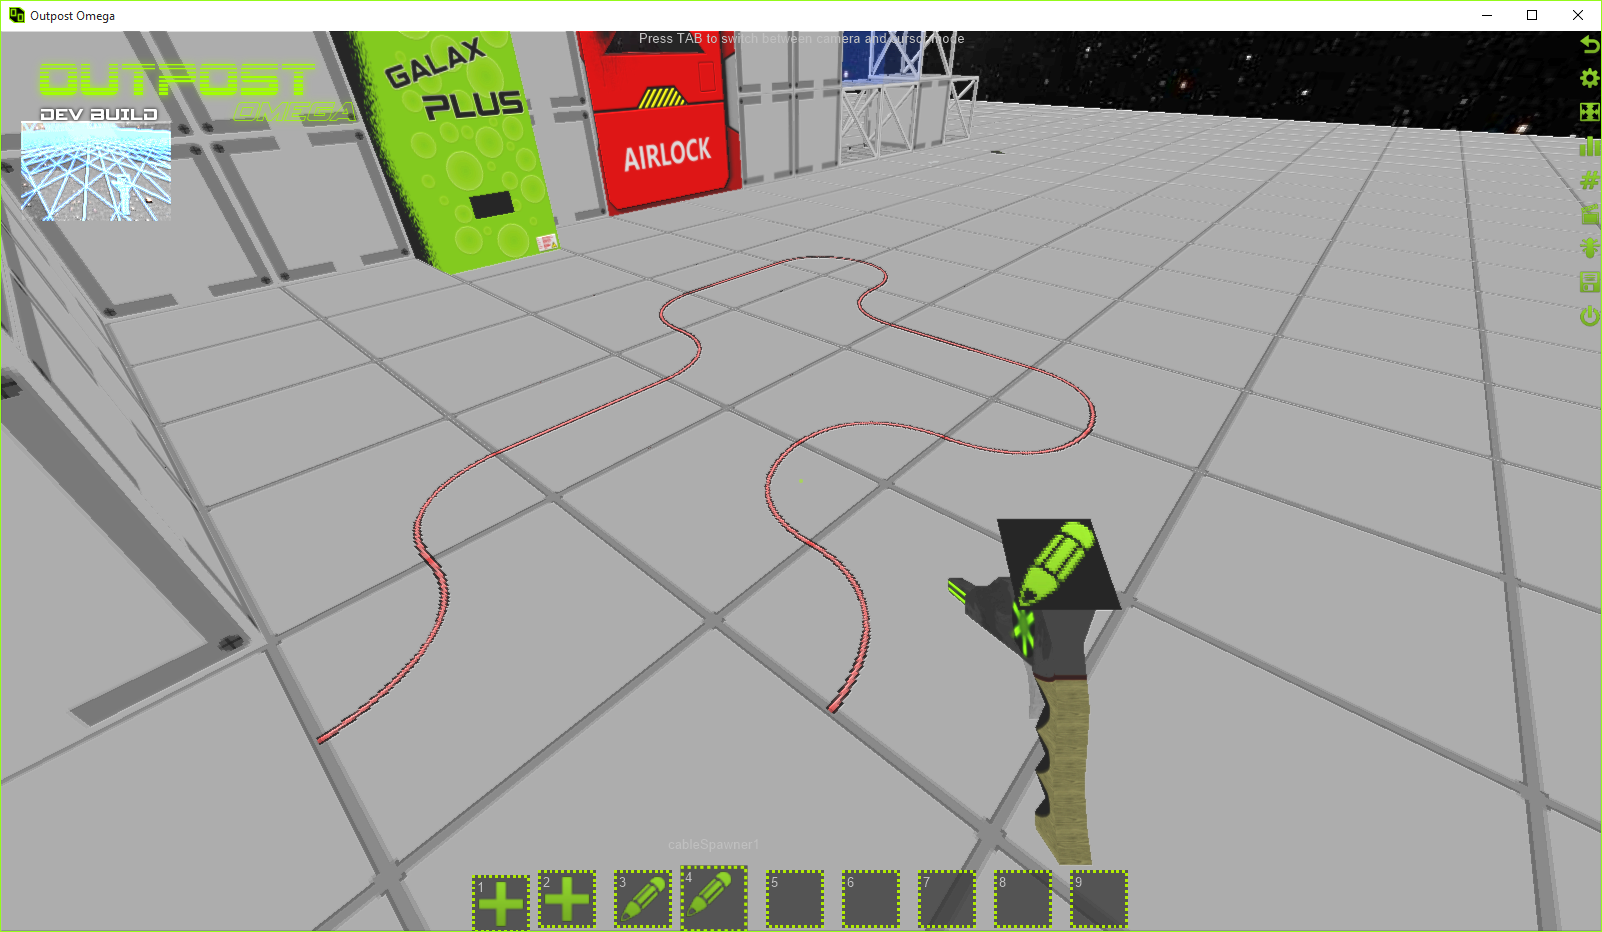 Outpost Omega
Press TAB to switch between camera and cursor mode
OUTPOST
OMEGA
DEV BUILD
GALAX
PLUS
AIRLOCK
cableSpawner1
1
2
3
4
5
6
7
8
9